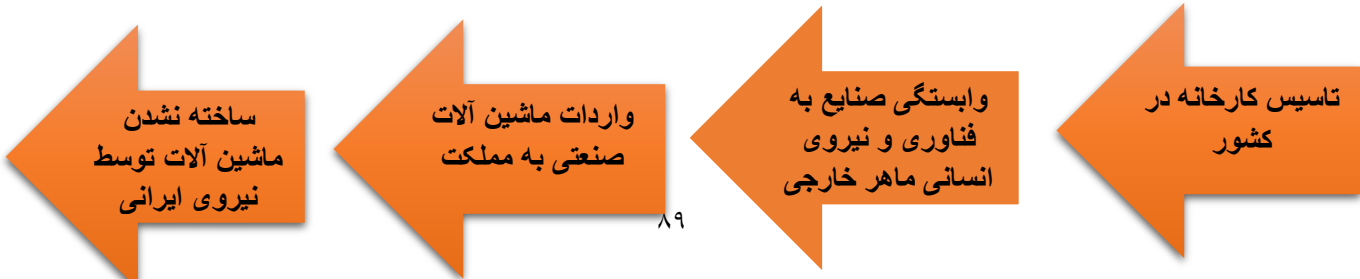 تاسیس کارخانه در
کشور
وابستگی صنایع به
فناوری و نیروی
انسانی ماهر خارجی
واردات ماشین آلات
صنعتی به مملکت
ساخته نشدن
ماشین آلات توسط
نیروی ایرانی
۸۹